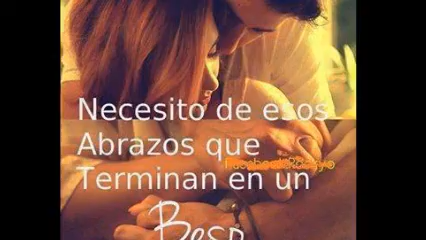 Necesito de esos
Abrazos que
Terminan en un
Beso